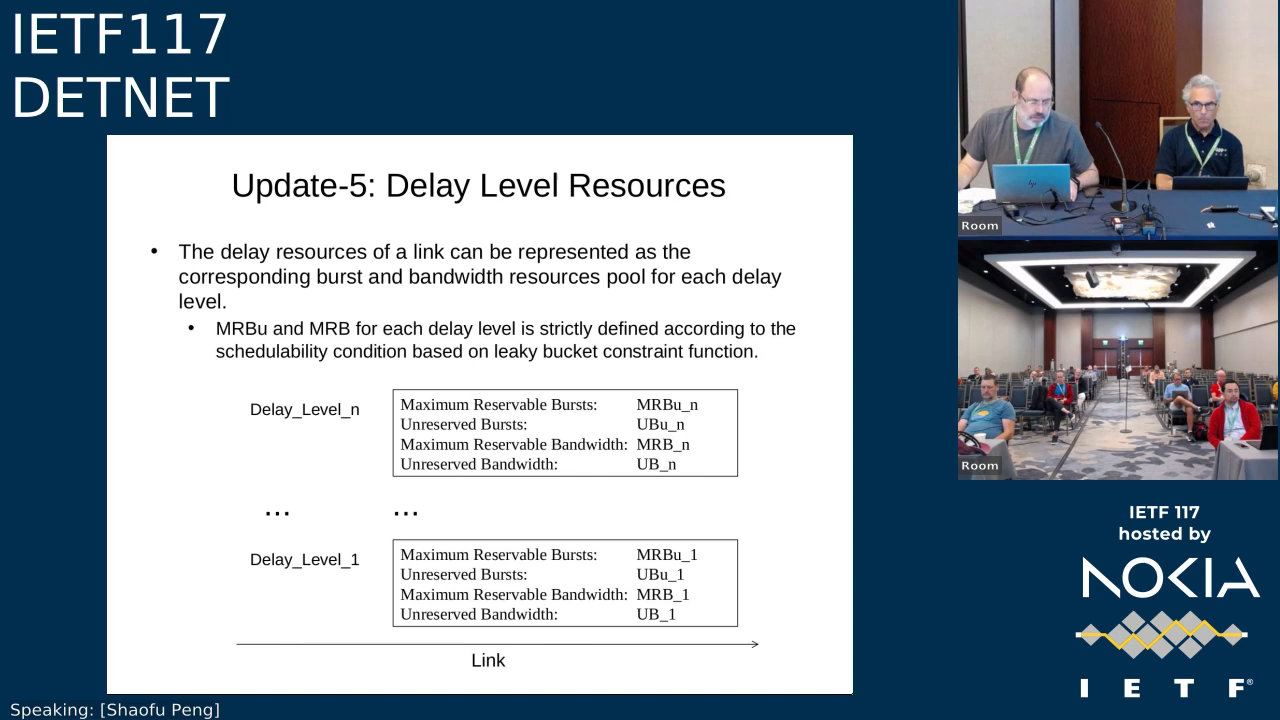 IETF117
DETNET
Update-5: Delay Level Resources
• The delay resources of a link can be represented as the
corresponding burst and bandwidth resources pool for each delay
level.
• MRBu and MRB for each delay level is strictly defined according to the
schedulability condition based on leaky bucket constraint function.
Delay_Level_n
Maximum Reservable Bursts: MRBu_n
Unreserved Bursts: UBu_n
Maximum Reservable Bandwidth: MRB_n
Unreserved Bandwidth: UB_n
... ...
Delay_Level_1
Maximum Reservable Bursts: MRBu_1
Unreserved Bursts: UBu_1
Maximum Reservable Bandwidth: MRB_1
Unreserved Bandwidth: UB_1
Link
Speaking: [Shaofu Peng]
Room
Room
IETF 117
hosted by
NOKIA
I E T F®